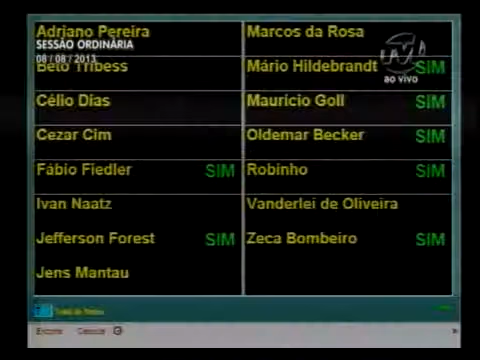 Adriano Pereira
Marcos da Rosa
SESSÃO ORDINÁRIA
08 / 08 / 2013
Beto Tribess
Mário Hildebrandt SIM
ao vivo
Célio Dias
Mauricio Goll SIM
Cezar Cim
Oldemar Becker SIM
Fábio Fiedler SIM
Robinho SIM
Ivan Naatz
Vanderlei de Oliveira
Jefferson Forest SIM
Zeca Bombeiro SIM
Jens Mantau